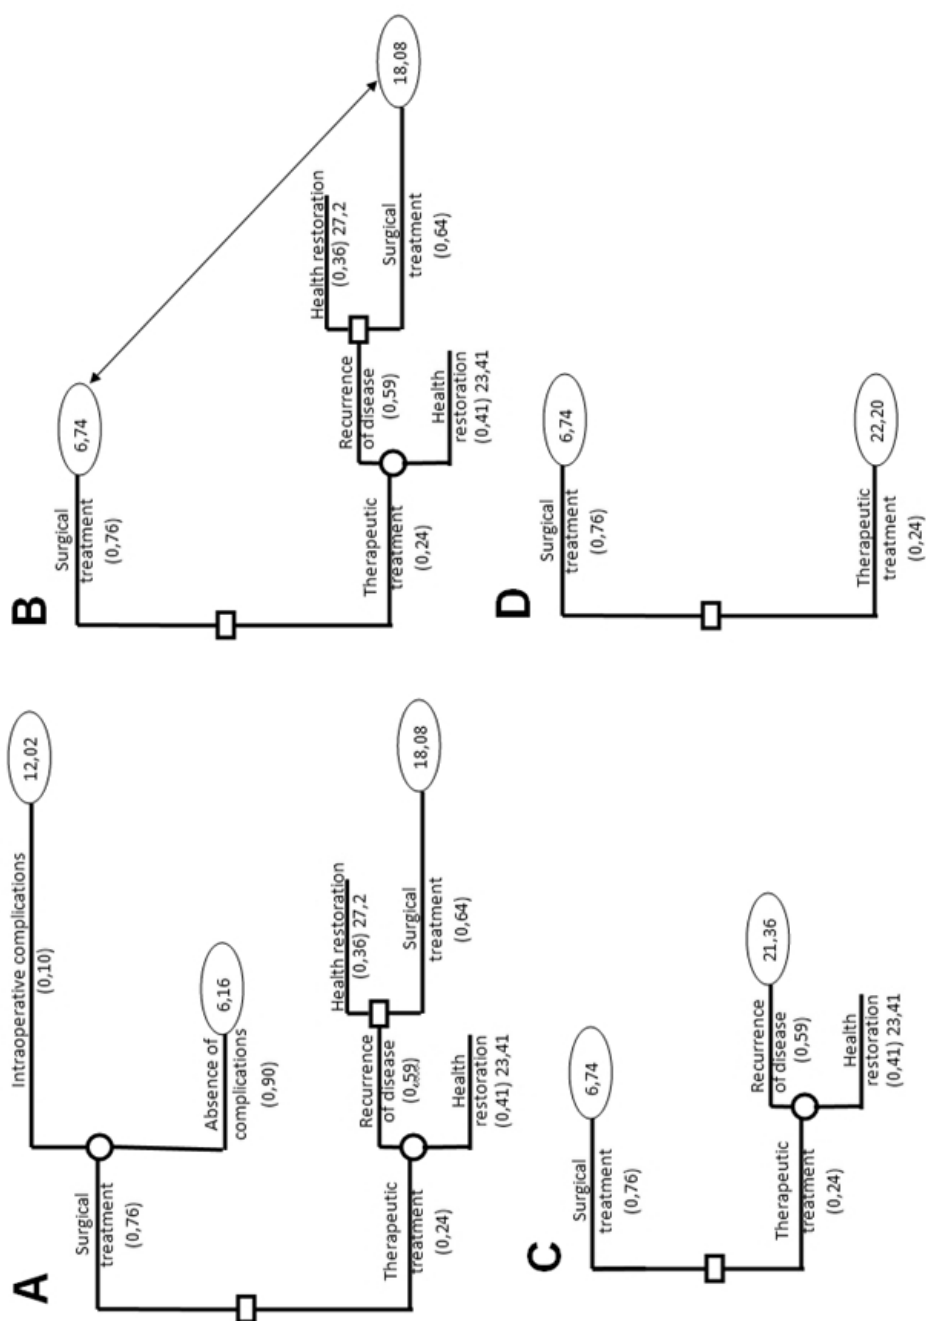 A
Intraoperative complications
(0,10)
12,02
Surgical
treatment
(0,76)
Absence of
complications
(0,90)
6,16
Health restoration
(0,36) 27,2
Recurrence
of disease
(0,59)
Surgical
treatment
(0,64)
18,08
Therapeutic
treatment
(0,24)
Health
restoration
(0,41) 23,41
B
Surgical
treatment
(0,76)
6,74
Health restoration
(0,36) 27,2
Recurrence
of disease
(0,59)
Surgical
treatment
(0,64)
18,08
Therapeutic
treatment
(0,24)
Health
restoration
(0,41) 23,41
C
Surgical
treatment
(0,76)
6,74
Recurrence
of disease
(0,59)
21,36
Therapeutic
treatment
(0,24)
Health
restoration
(0,41) 23,41
D
Surgical
treatment
(0,76)
6,74
Therapeutic
treatment
(0,24)
22,20